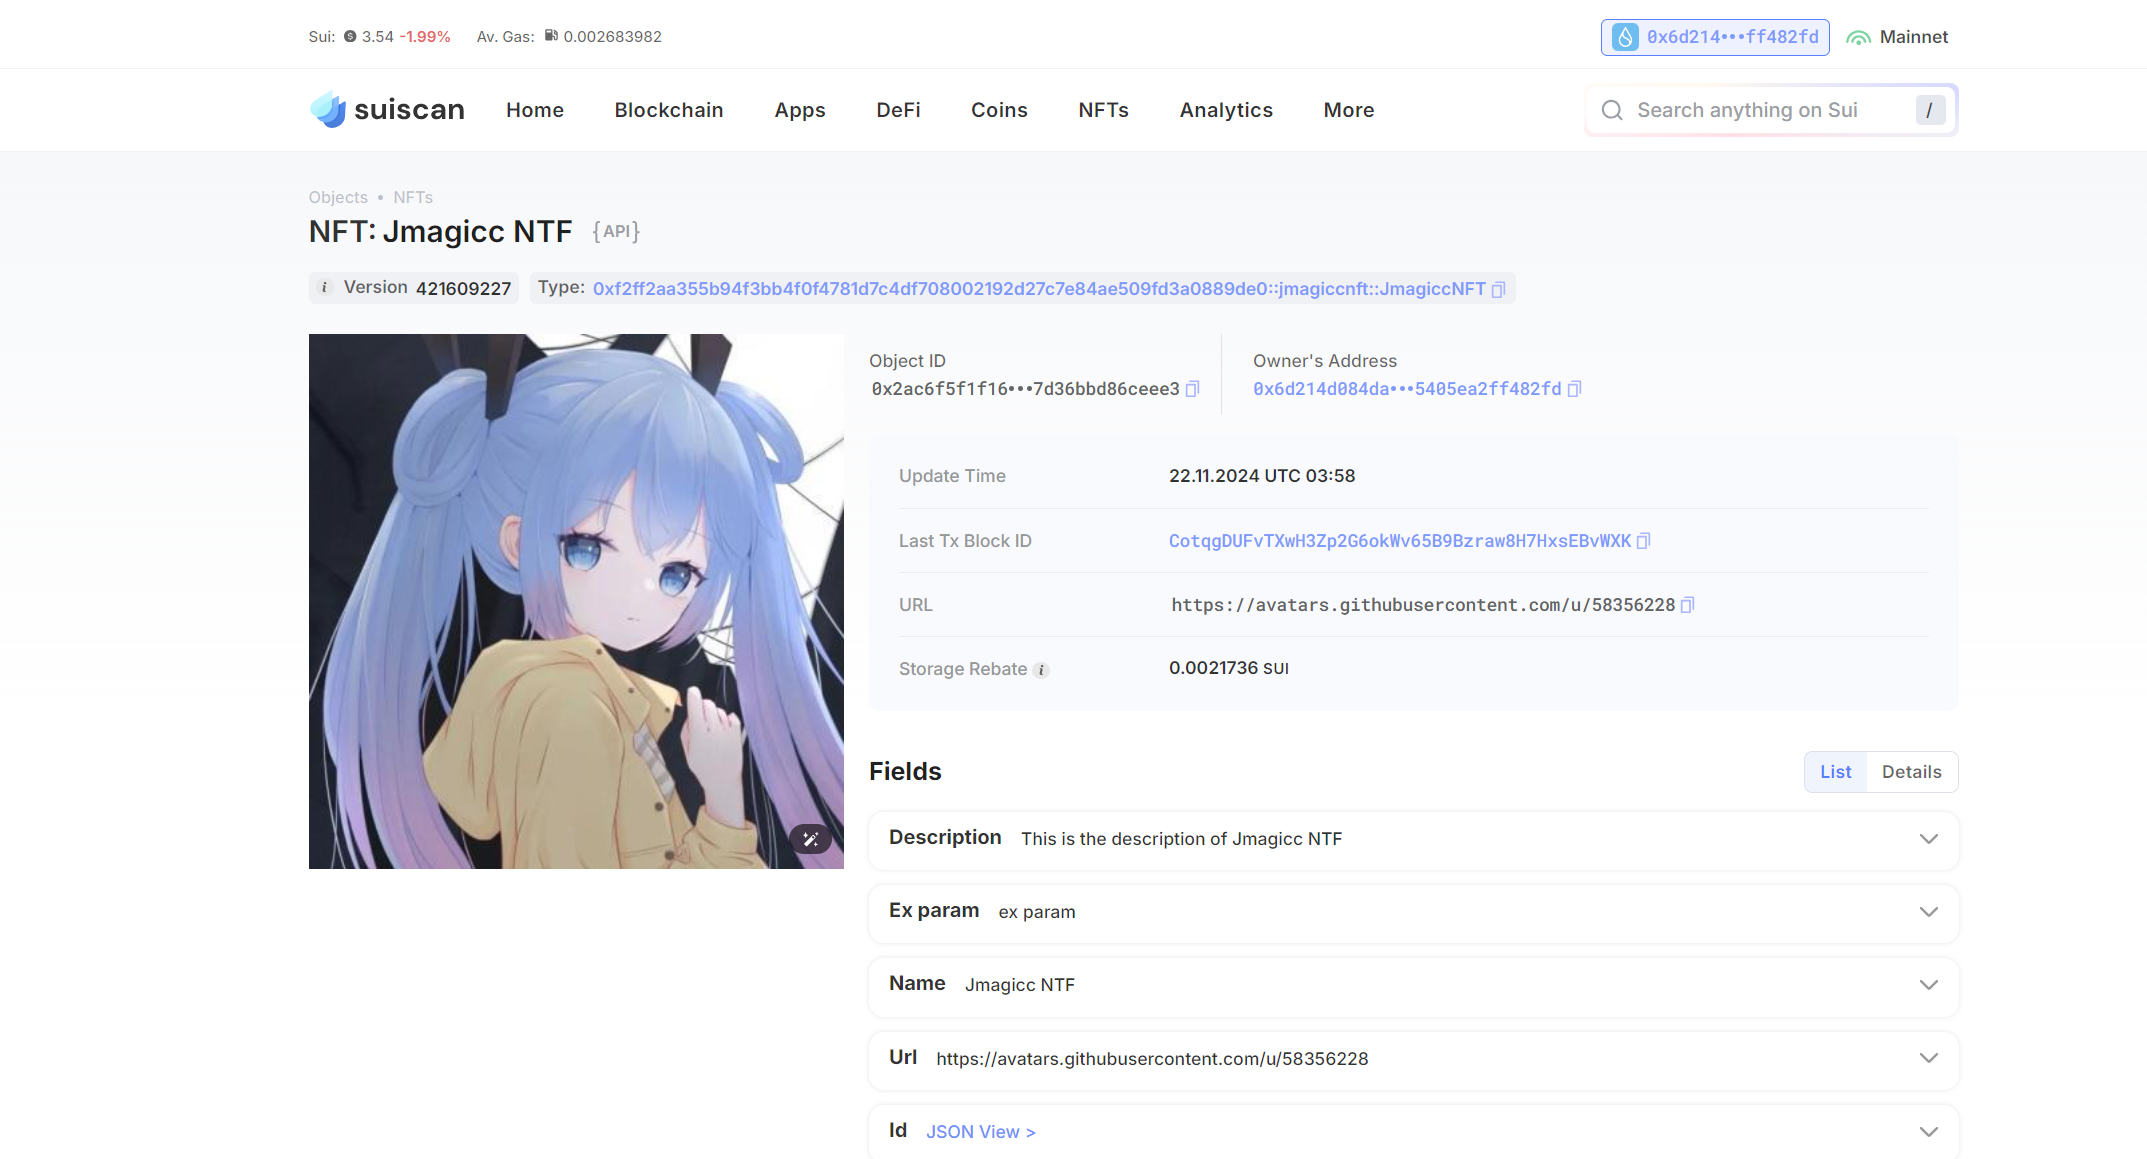 Sui: 3.54 -1.99% Av. Gas: 0.002683982
0x6d214•••ff482fd Mainnet
suiscan Home Blockchain Apps DeFi Coins NFTs Analytics More
Search anything on Sui /
Objects • NFTs
NFT: Jmagicc NTF {API}
i Version 421609227 Type: 0xf2ff2aa355b94f3bb4f0f4781d7c4df708002192d27c7e84ae509fd3a0889de0::jmagiccnft::JmagiccNFT
Object ID
0x2ac6f5f1f16•••7d36bbd86ceee3
Owner's Address
0x6d214d084da•••5405ea2ff482fd
Update Time 22.11.2024 UTC 03:58
Last Tx Block ID CotqgDUFvTXwH3Zp2G6okWv65B9Bzraw8H7HxsEBvWXK
URL https://avatars.githubusercontent.com/u/58356228
Storage Rebate i 0.0021736 SUI
Fields
List Details
Description This is the description of Jmagicc NTF
Ex param ex param
Name Jmagicc NTF
Url https://avatars.githubusercontent.com/u/58356228
Id JSON View >